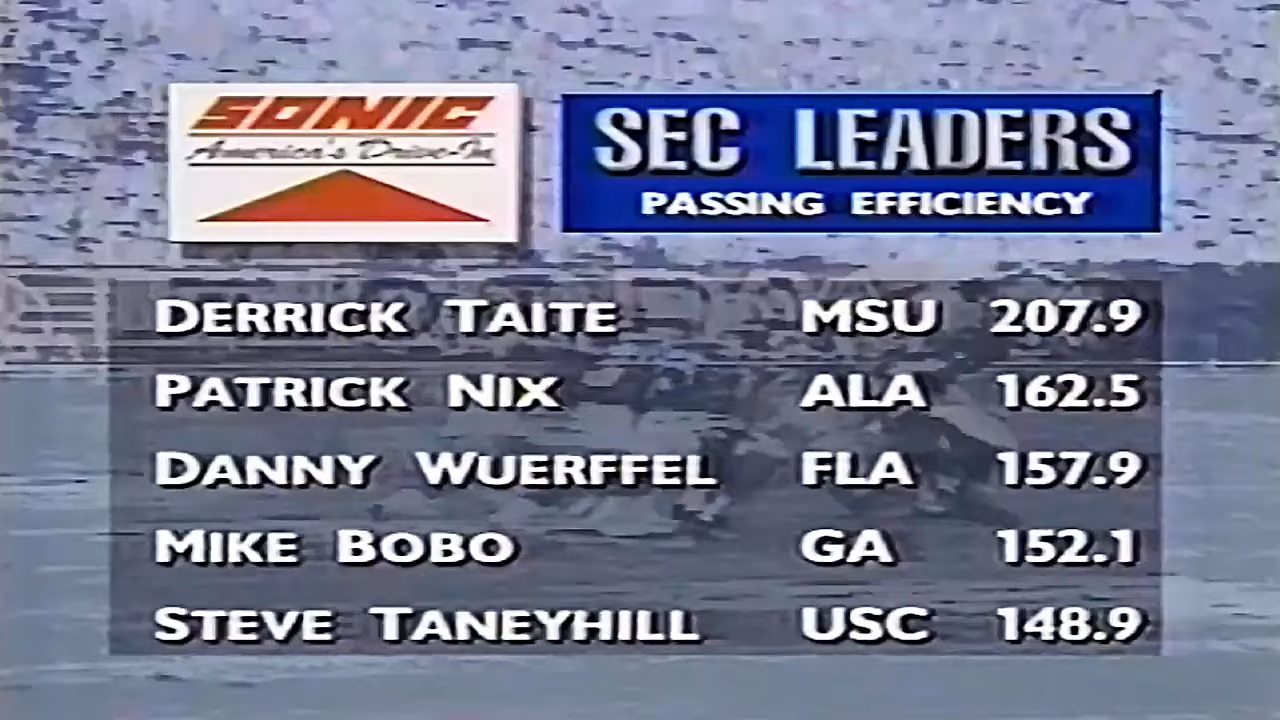 SONIC
America's Drive-In
SEC LEADERS
PASSING EFFICIENCY
DERRICK TAITE MSU 207.9
PATRICK NIX ALA 162.5
DANNY WUERFFEL FLA 157.9
MIKE BOBO GA 152.1
STEVE TANEYHILL USC 148.9